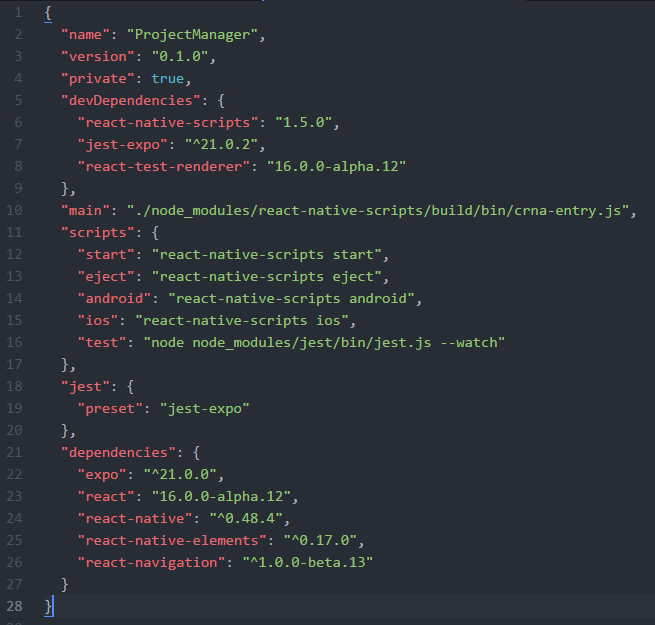 1 {
2   "name": "ProjectManager",
3   "version": "0.1.0",
4   "private": true,
5   "devDependencies": {
6     "react-native-scripts": "1.5.0",
7     "jest-expo": "^21.0.2",
8     "react-test-renderer": "16.0.0-alpha.12"
9   },
10   "main": "./node_modules/react-native-scripts/build/bin/crna-entry.js",
11   "scripts": {
12     "start": "react-native-scripts start",
13     "eject": "react-native-scripts eject",
14     "android": "react-native-scripts android",
15     "ios": "react-native-scripts ios",
16     "test": "node node_modules/jest/bin/jest.js --watch"
17   },
18   "jest": {
19     "preset": "jest-expo"
20   },
21   "dependencies": {
22     "expo": "^21.0.0",
23     "react": "16.0.0-alpha.12",
24     "react-native": "^0.48.4",
25     "react-native-elements": "^0.17.0",
26     "react-navigation": "^1.0.0-beta.13"
27   }
28 }